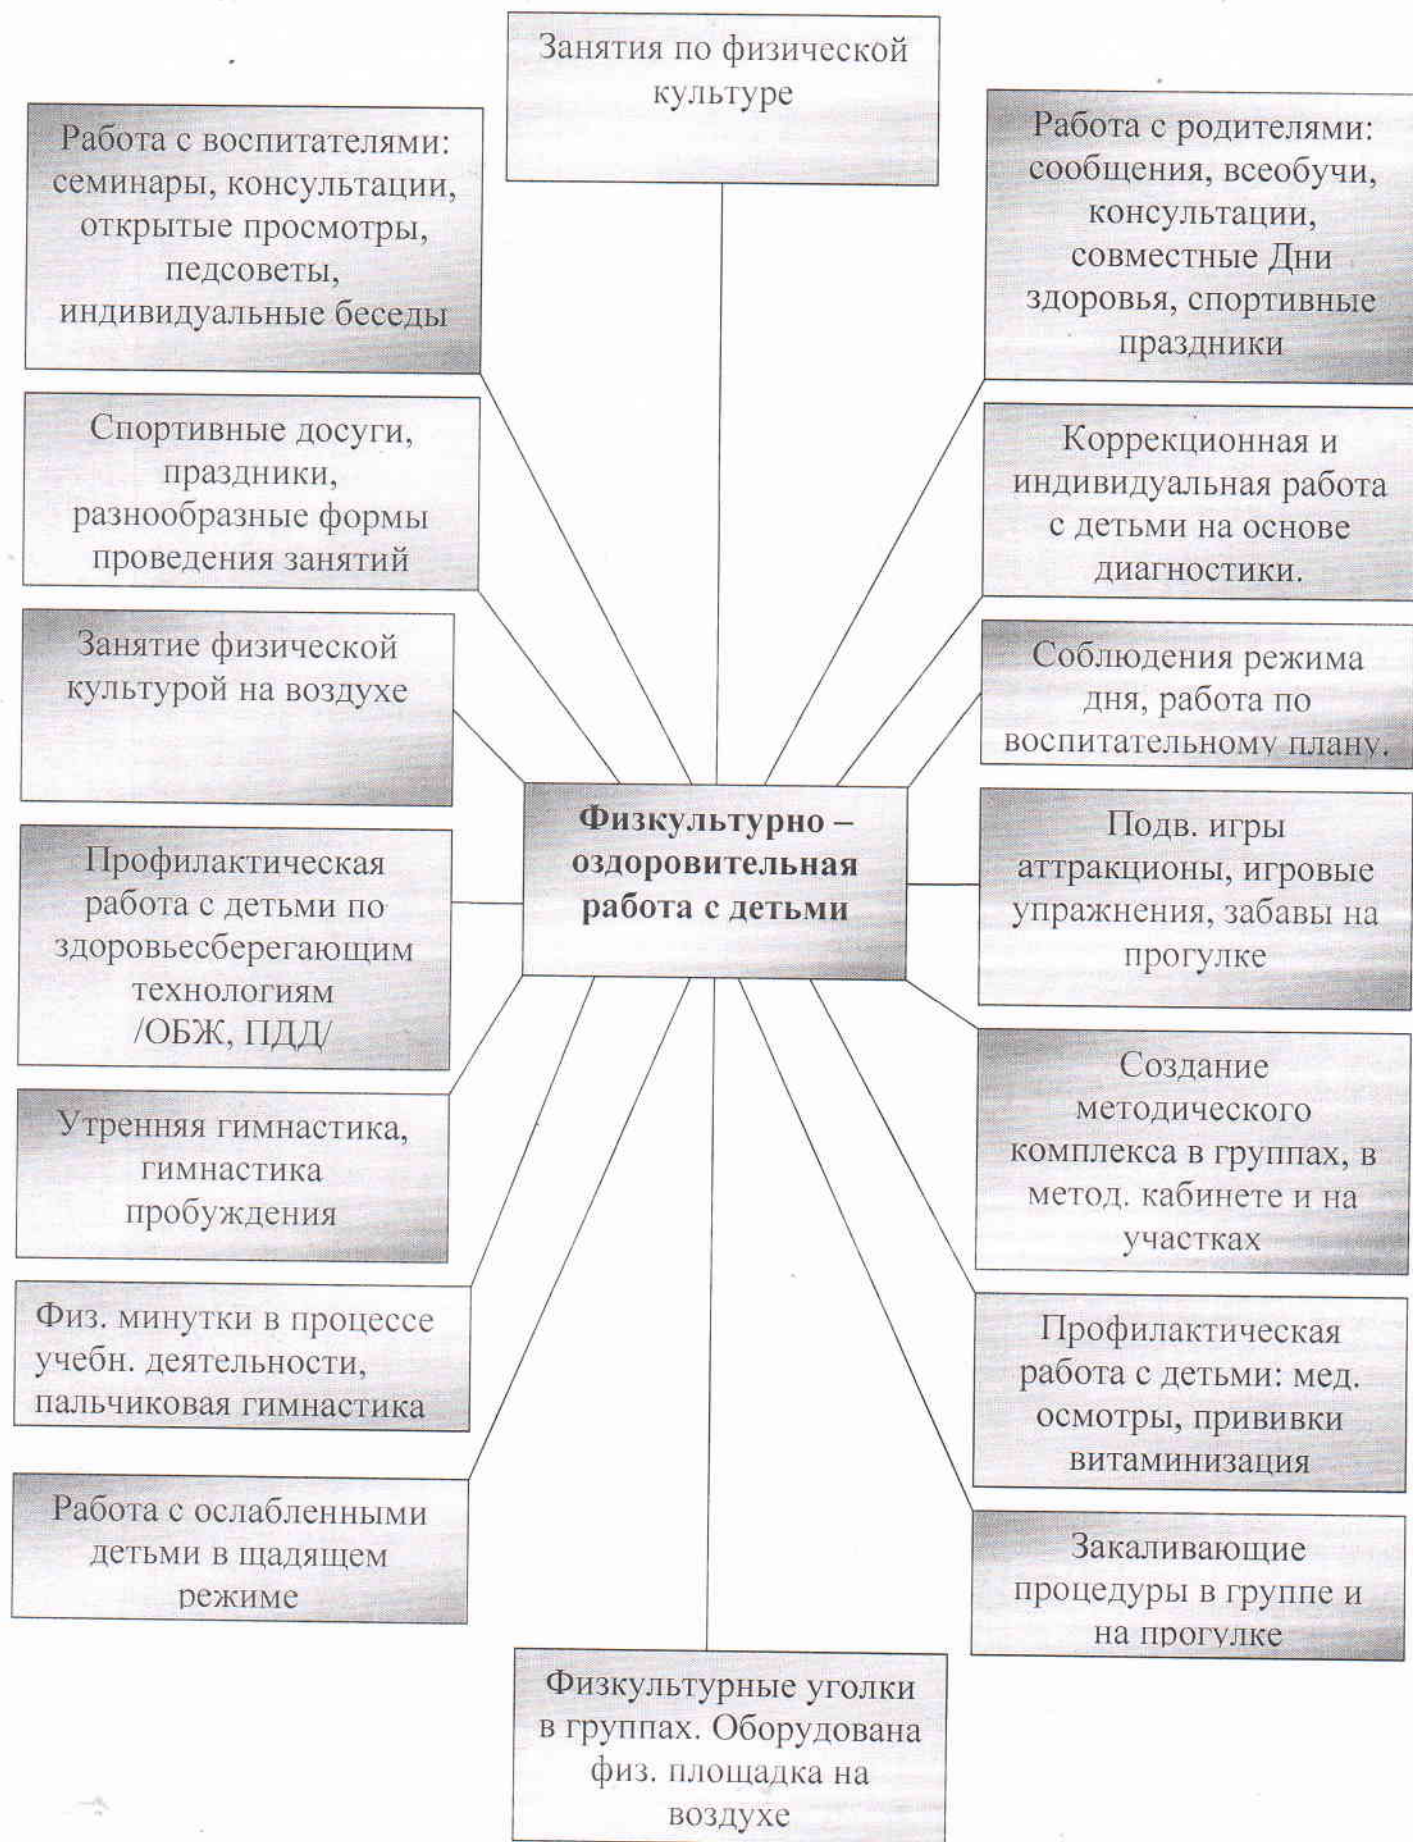 Занятия по физической
культуре
Работа с воспитателями:
семинары, консультации,
открытые просмотры,
педсоветы,
индивидуальные беседы
Работа с родителями:
сообщения, всеобучи,
консультации,
совместные Дни
здоровья, спортивные
праздники
Спортивные досуги,
праздники,
разнообразные формы
проведения занятий
Коррекционная и
индивидуальная работа
с детьми на основе
диагностики.
Занятие физической
культурой на воздухе
Соблюдения режима
дня, работа по
воспитательному плану.
Физкультурно –
оздоровительная
работа с детьми
Профилактическая
работа с детьми по
здоровьесберегающим
технологиям
/ОБЖ, ПДД/
Подв. игры
аттракционы, игровые
упражнения, забавы на
прогулке
Утренняя гимнастика,
гимнастика
пробуждения
Создание
методического
комплекса в группах, в
метод. кабинете и на
участках
Физ. минутки в процессе
учебн. деятельности,
пальчиковая гимнастика
Профилактическая
работа с детьми: мед.
осмотры, прививки
витаминизация
Работа с ослабленными
детьми в щадящем
режиме
Закаливающие
процедуры в группе и
на прогулке
Физкультурные уголки
в группах. Оборудована
физ. площадка на
воздухе